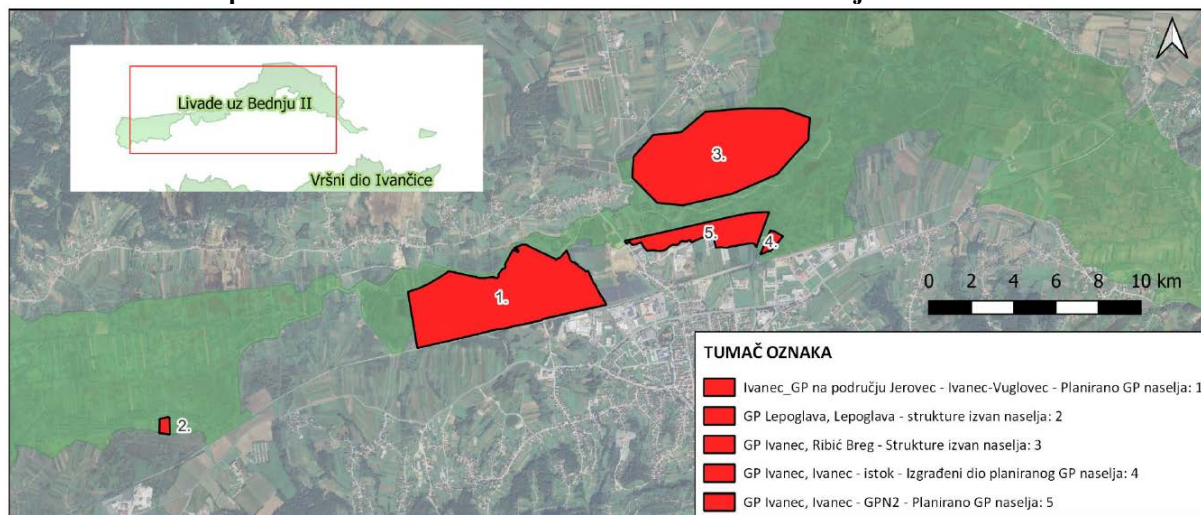 Livade uz Bednju II
Vršni dio Ivančice
3.
5.
4.
1.
2.
0 2 4 6 8 10 km
TUMAČ OZNAKA
Ivanec_GP na području Jerovec - Ivanec-Vuglovec - Planirano GP naselja: 1
GP Lepoglava, Lepoglava - strukture izvan naselja: 2
GP Ivanec, Ribić Breg - Strukture izvan naselja: 3
GP Ivanec, Ivanec - istok - Izgrađeni dio planiranog GP naselja: 4
GP Ivanec, Ivanec - GPN2 - Planirano GP naselja: 5